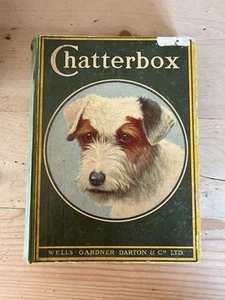 Chatterbox
WELLS · GARDNER · DARTON & Co. LTD.